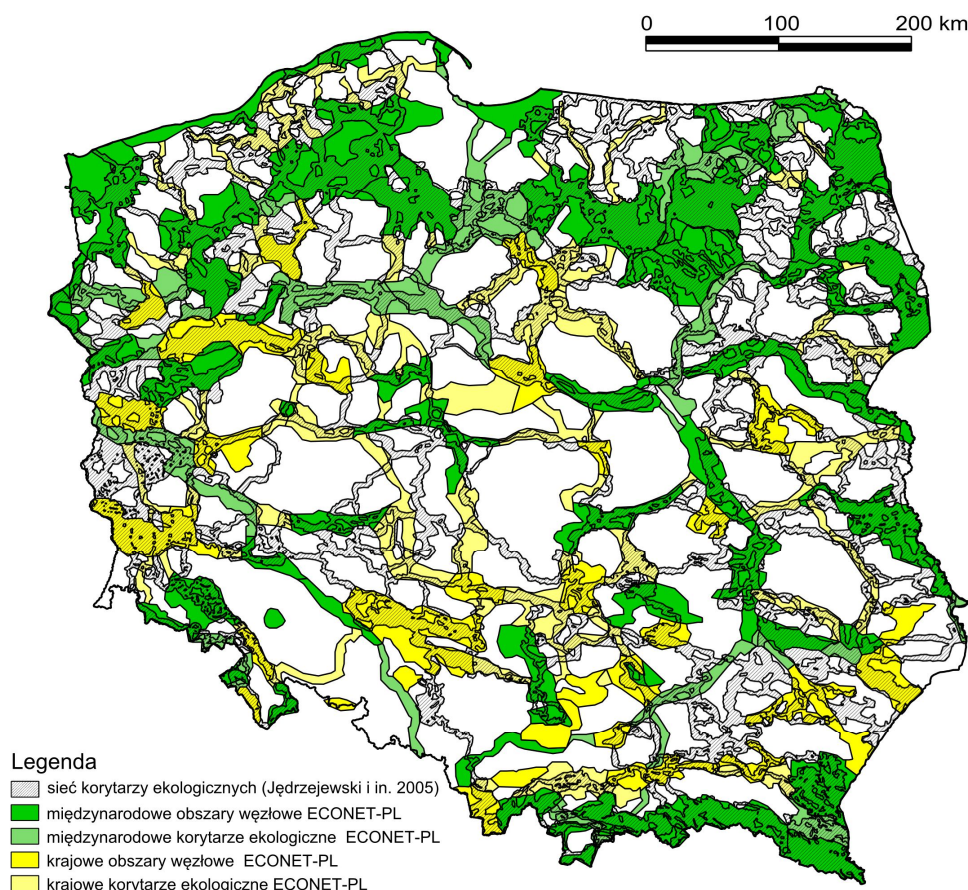 0 100 200 km
Legenda
sieć korytarzy ekologicznych (Jędrzejewski i in. 2005)
międzynarodowe obszary węzłowe ECONET-PL
międzynarodowe korytarze ekologiczne ECONET-PL
krajowe obszary węzłowe ECONET-PL
krajowe korytarze ekologiczne ECONET-PL